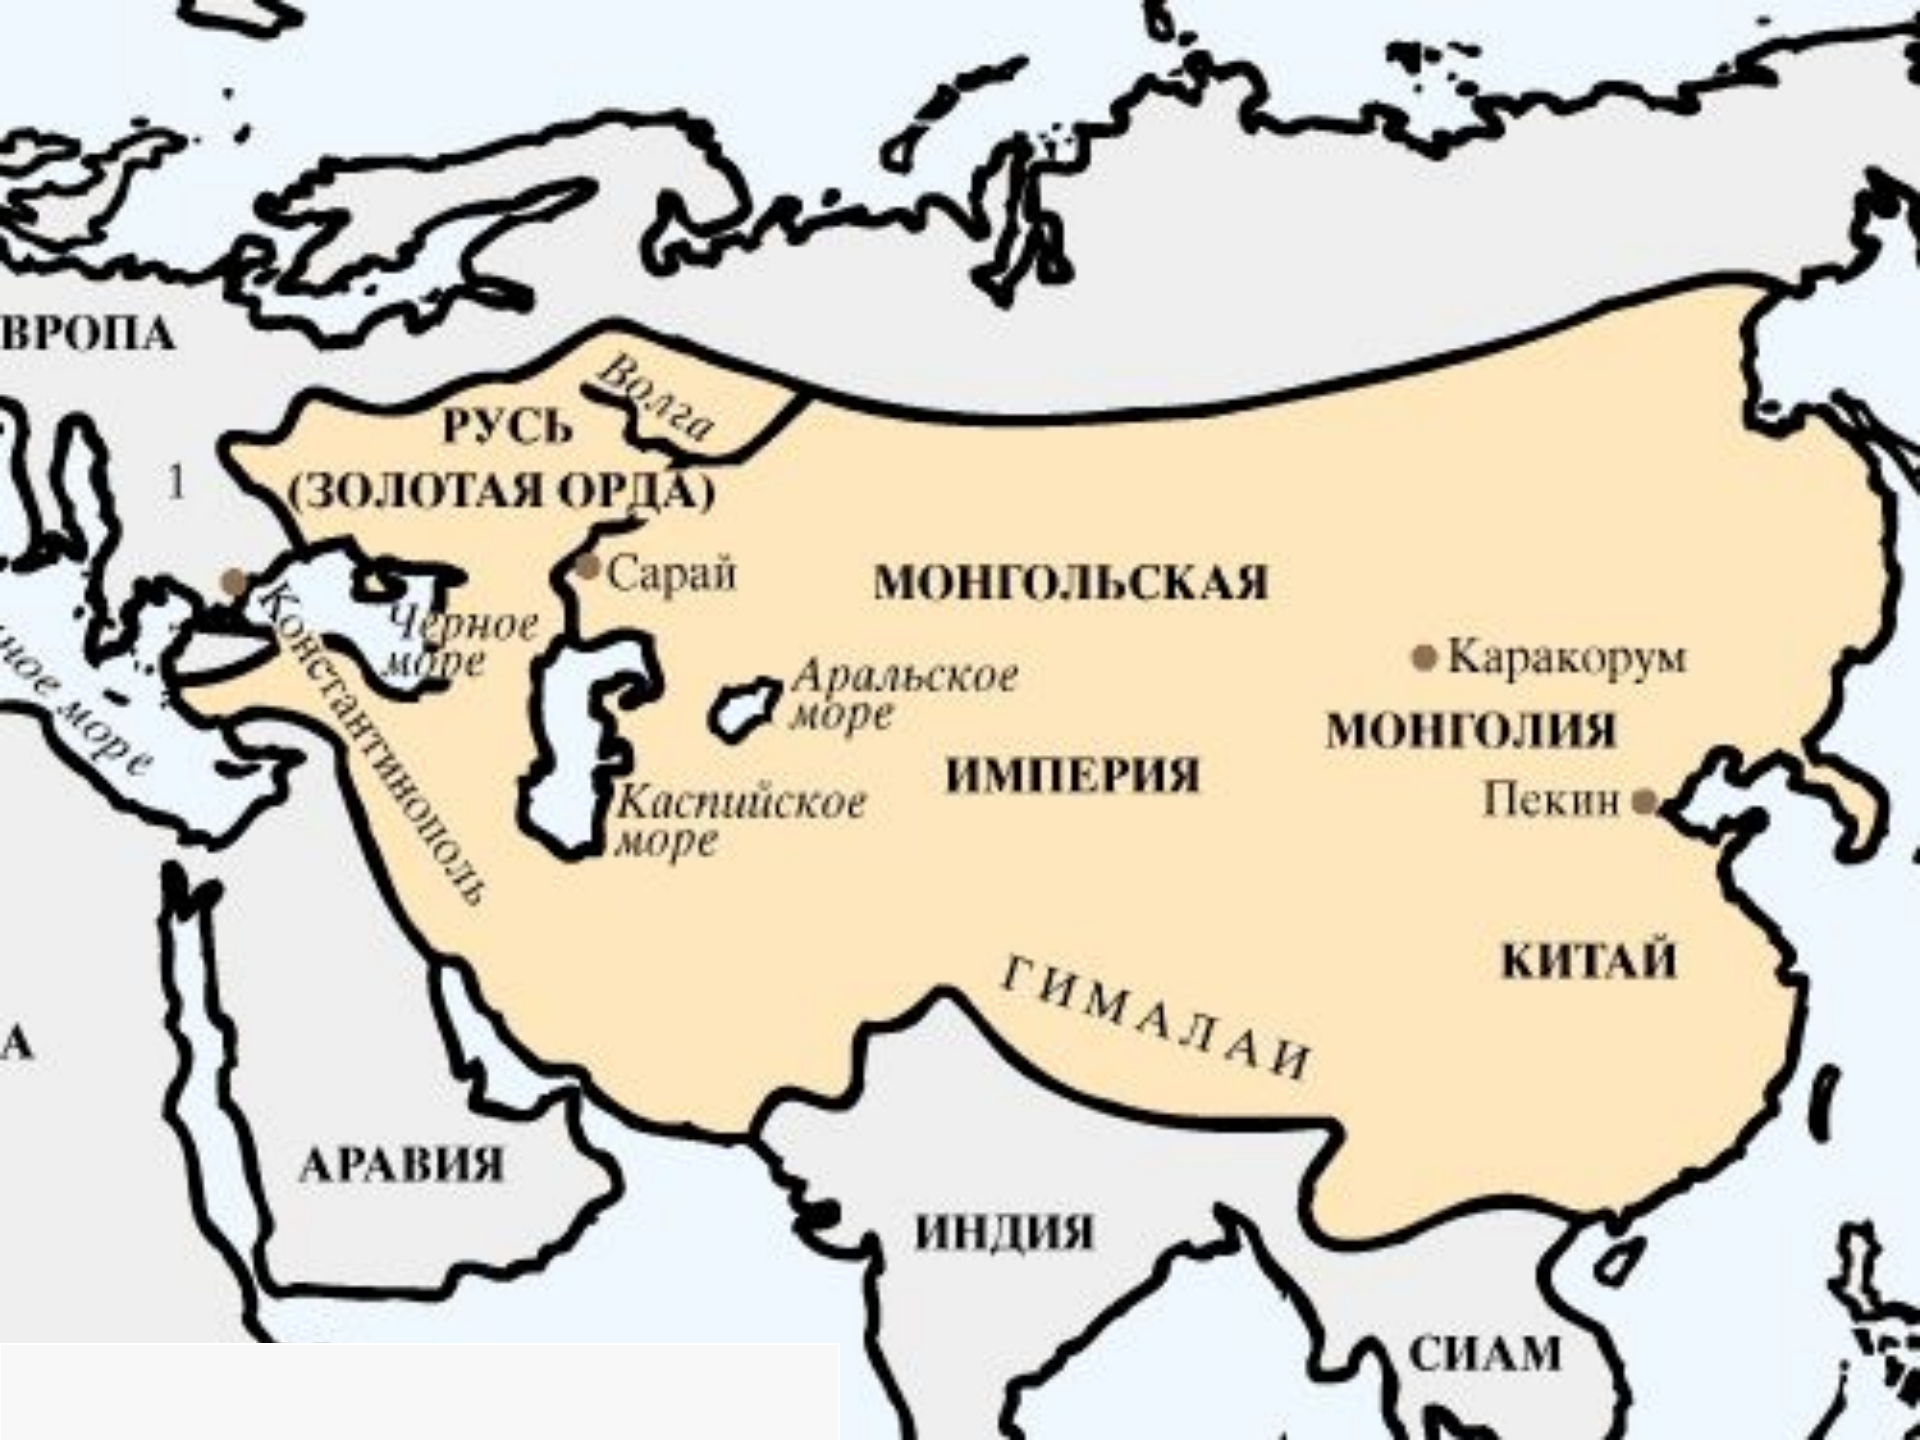 ВРОПА
Волга
РУСЬ
(ЗОЛОТАЯ ОРДА)
1
Сарай
МОНГОЛЬСКАЯ
Черное
море
Константинополь
Каракорум
Аральское
море
МОНГОЛИЯ
ное море
ИМПЕРИЯ
Каспийское
море
Пекин
КИТАЙ
ГИМАЛАИ
А
АРАВИЯ
ИНДИЯ
СИАМ